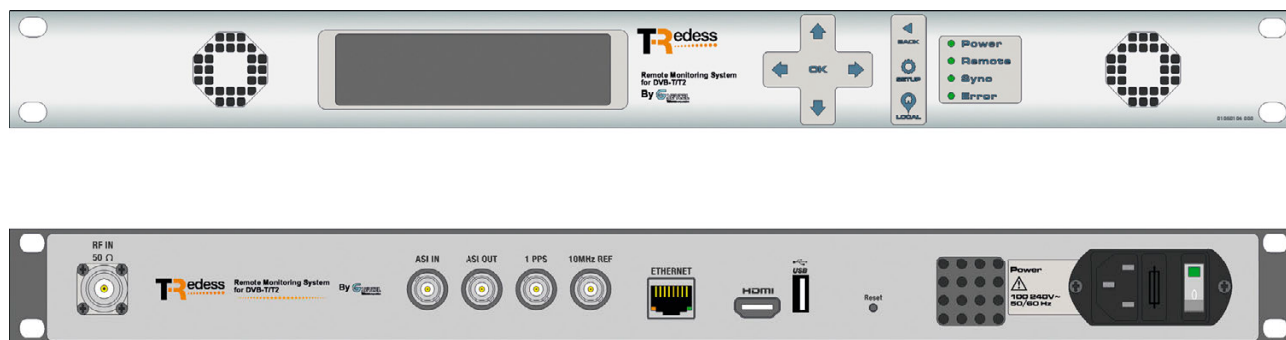 T-Redess
Remote Monitoring System
for DVB-T/T2
By
OK
BACK
SETUP
LOCAL
Power
Remote
Sync
Error
RF IN
50 Ω
T-Redess
Remote Monitoring System
for DVB-T/T2
By
ASI IN
ASI OUT
1 PPS
10MHz REF
ETHERNET
HDMI
USB
Reset
Power
100 240V~
50/60 Hz
0